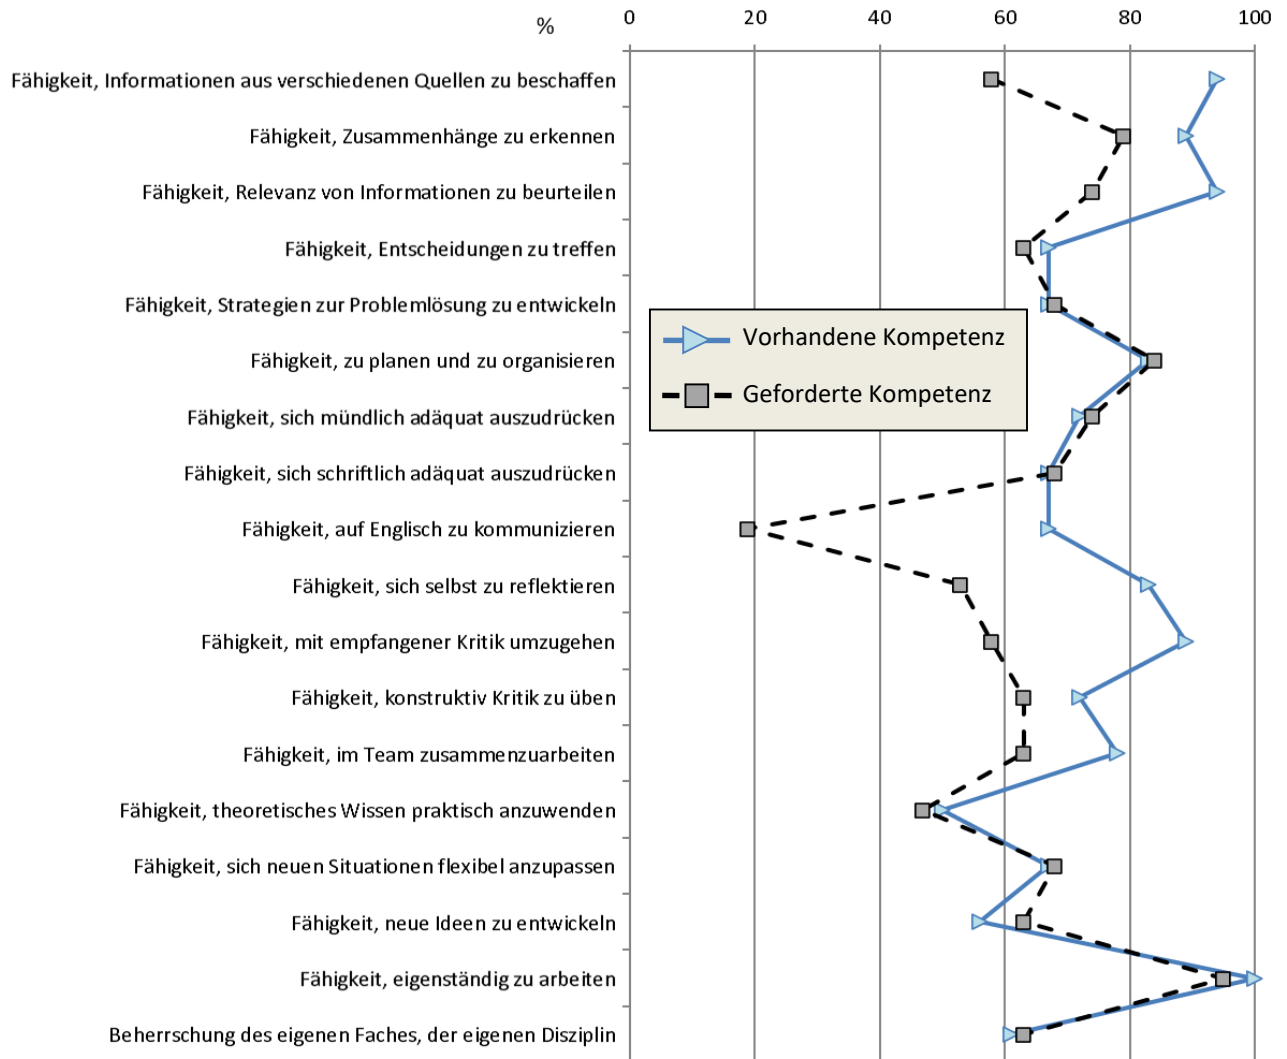 % 0 20 40 60 80 100
Fähigkeit, Informationen aus verschiedenen Quellen zu beschaffen
Fähigkeit, Zusammenhänge zu erkennen
Fähigkeit, Relevanz von Informationen zu beurteilen
Fähigkeit, Entscheidungen zu treffen
Fähigkeit, Strategien zur Problemlösung zu entwickeln
Vorhandene Kompetenz
Fähigkeit, zu planen und zu organisieren
Geforderte Kompetenz
Fähigkeit, sich mündlich adäquat auszudrücken
Fähigkeit, sich schriftlich adäquat auszudrücken
Fähigkeit, auf Englisch zu kommunizieren
Fähigkeit, sich selbst zu reflektieren
Fähigkeit, mit empfangener Kritik umzugehen
Fähigkeit, konstruktiv Kritik zu üben
Fähigkeit, im Team zusammenzuarbeiten
Fähigkeit, theoretisches Wissen praktisch anzuwenden
Fähigkeit, sich neuen Situationen flexibel anzupassen
Fähigkeit, neue Ideen zu entwickeln
Fähigkeit, eigenständig zu arbeiten
Beherrschung des eigenen Faches, der eigenen Disziplin